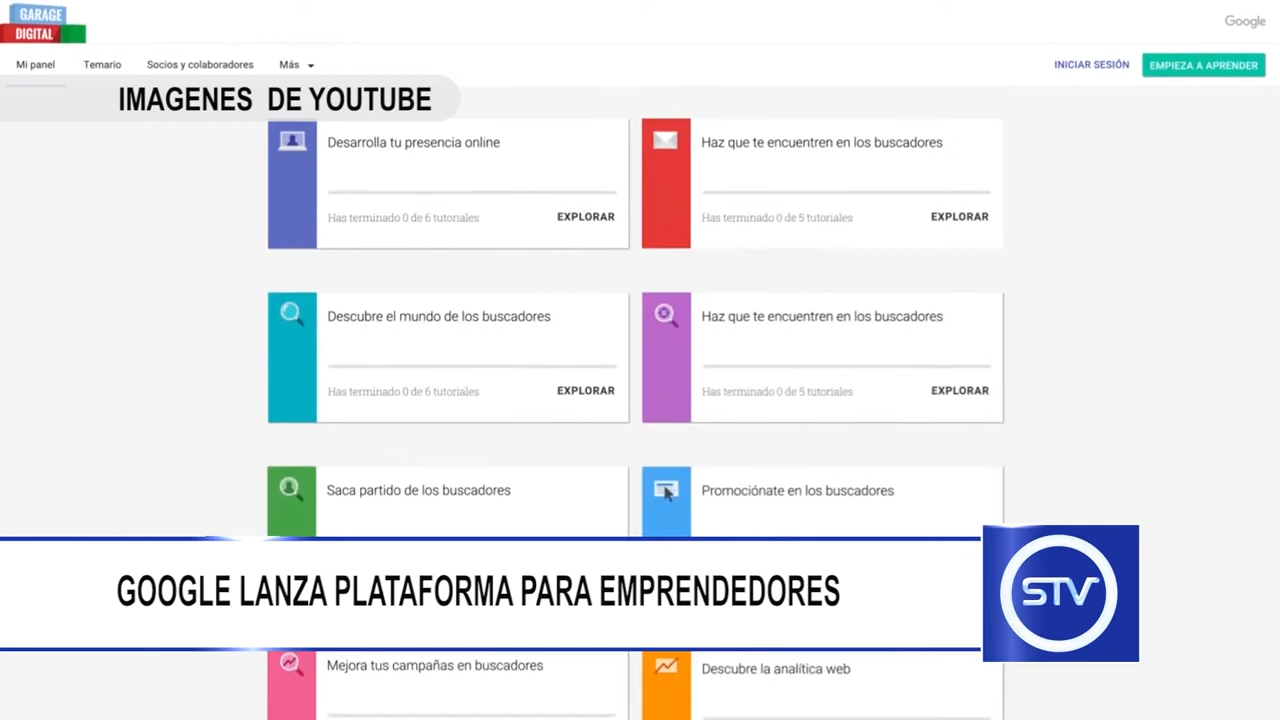 GARAGE
DIGITAL
Google
Mi panel
Temario
Socios y colaboradores
Más
INICIAR SESIÓN
EMPIEZA A APRENDER
IMAGENES DE YOUTUBE
Desarrolla tu presencia online
Has terminado 0 de 6 tutoriales
EXPLORAR
Haz que te encuentren en los buscadores
Has terminado 0 de 5 tutoriales
EXPLORAR
Descubre el mundo de los buscadores
Has terminado 0 de 6 tutoriales
EXPLORAR
Haz que te encuentren en los buscadores
Has terminado 0 de 5 tutoriales
EXPLORAR
Saca partido de los buscadores
Promociónate en los buscadores
GOOGLE LANZA PLATAFORMA PARA EMPRENDEDORES
STV
Mejora tus campañas en buscadores
Descubre la analítica web